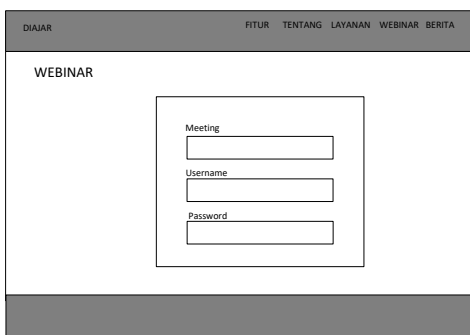 DIAJAR FITUR TENTANG LAYANAN WEBINAR BERITA
WEBINAR
Meeting
Username
Password